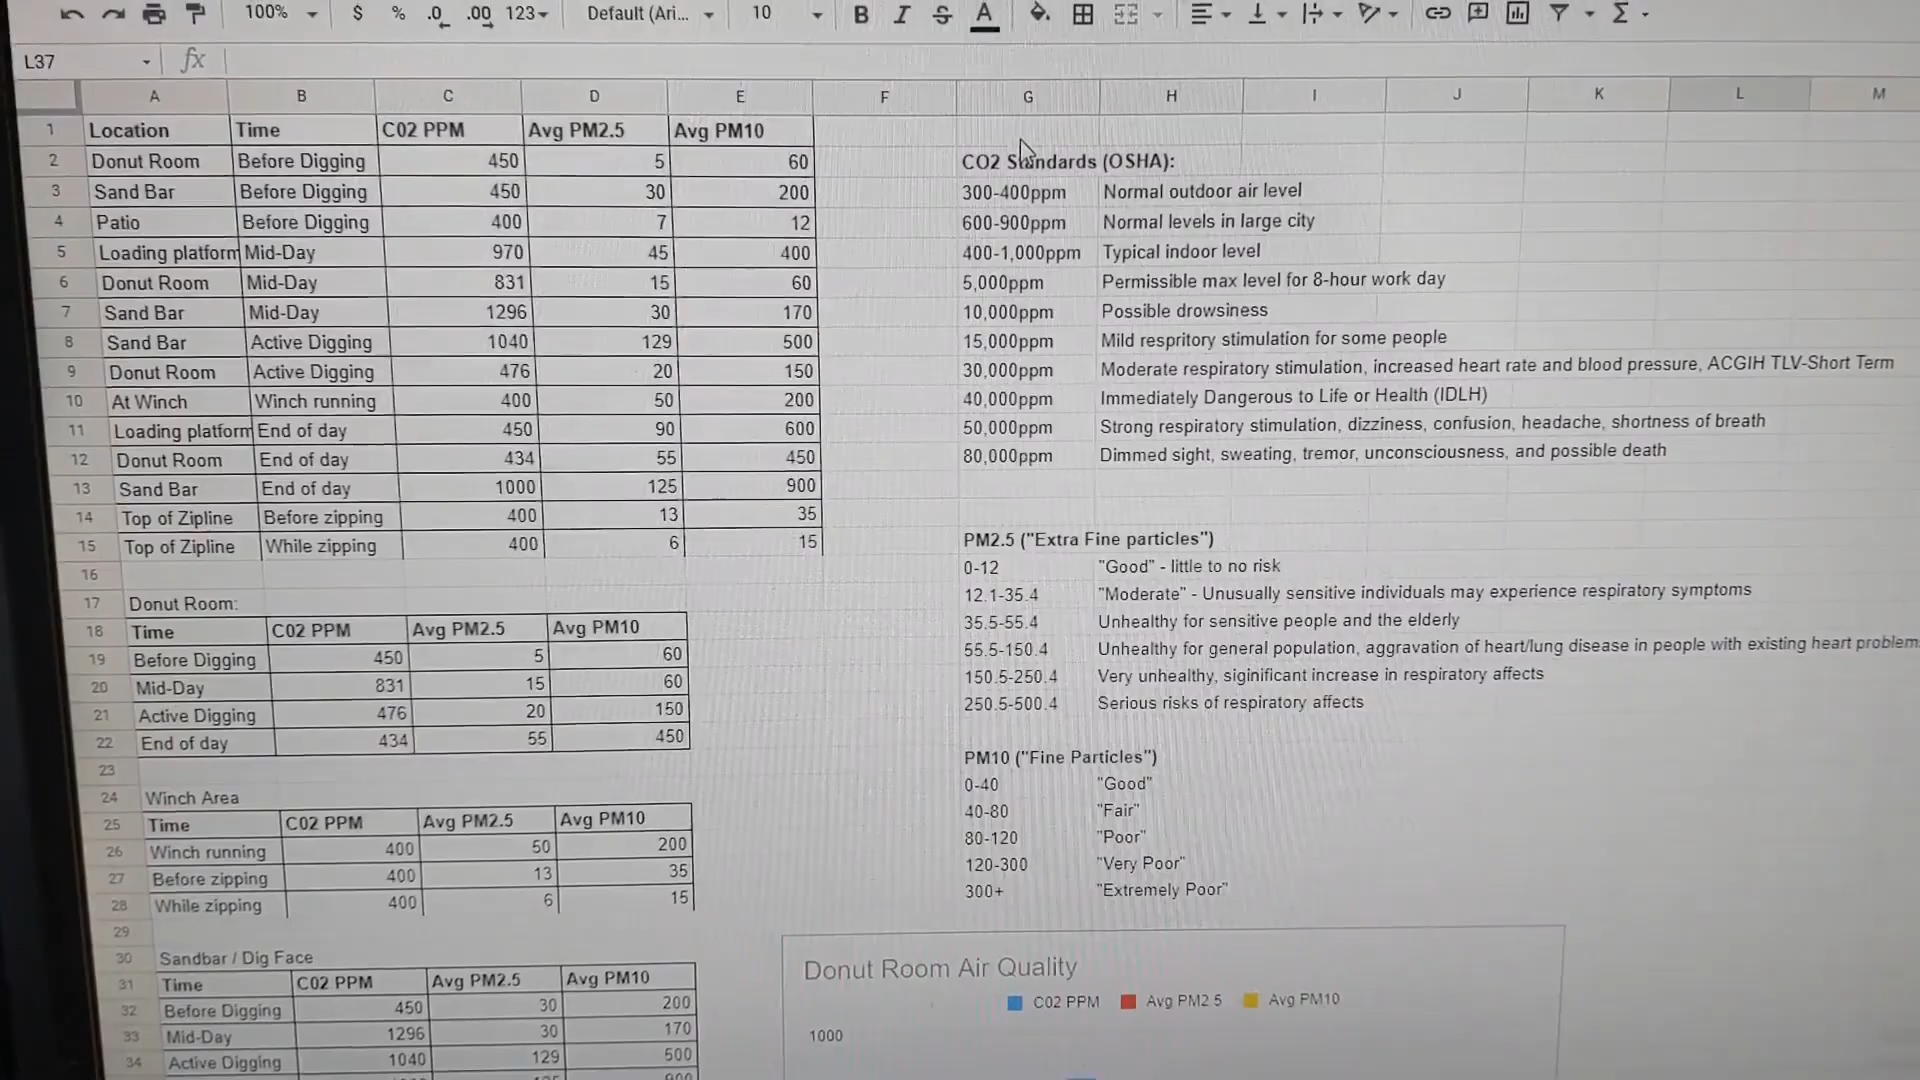 100% $ % .0 .00 123 Default (Ari... 10 B I S A
L37 fx
A B C D E F G H I J K L M
1 Location Time C02 PPM Avg PM2.5 Avg PM10
2 Donut Room Before Digging 450 5 60 CO2 Standards (OSHA):
3 Sand Bar Before Digging 450 30 200 300-400ppm Normal outdoor air level
4 Patio Before Digging 400 7 12 600-900ppm Normal levels in large city
5 Loading platform Mid-Day 970 45 400 400-1,000ppm Typical indoor level
6 Donut Room Mid-Day 831 15 60 5,000ppm Permissible max level for 8-hour work day
7 Sand Bar Mid-Day 1296 30 170 10,000ppm Possible drowsiness
8 Sand Bar Active Digging 1040 129 500 15,000ppm Mild respritory stimulation for some people
9 Donut Room Active Digging 476 20 150 30,000ppm Moderate respiratory stimulation, increased heart rate and blood pressure, ACGIH TLV-Short Term
10 At Winch Winch running 400 50 200 40,000ppm Immediately Dangerous to Life or Health (IDLH)
11 Loading platform End of day 450 90 600 50,000ppm Strong respiratory stimulation, dizziness, confusion, headache, shortness of breath
12 Donut Room End of day 434 55 450 80,000ppm Dimmed sight, sweating, tremor, unconsciousness, and possible death
13 Sand Bar End of day 1000 125 900
14 Top of Zipline Before zipping 400 13 35
15 Top of Zipline While zipping 400 6 15 PM2.5 ("Extra Fine particles")
16 0-12 "Good" - little to no risk
17 Donut Room: 12.1-35.4 "Moderate" - Unusually sensitive individuals may experience respiratory symptoms
18 Time C02 PPM Avg PM2.5 Avg PM10 35.5-55.4 Unhealthy for sensitive people and the elderly
19 Before Digging 450 5 60 55.5-150.4 Unhealthy for general population, aggravation of heart/lung disease in people with existing heart problem
20 Mid-Day 831 15 60 150.5-250.4 Very unhealthy, siginificant increase in respiratory affects
21 Active Digging 476 20 150 250.5-500.4 Serious risks of respiratory affects
22 End of day 434 55 450
23 PM10 ("Fine Particles")
24 Winch Area 0-40 "Good"
25 Time C02 PPM Avg PM2.5 Avg PM10 40-80 "Fair"
26 Winch running 400 50 200 80-120 "Poor"
27 Before zipping 400 13 35 120-300 "Very Poor"
28 While zipping 400 6 15 300+ "Extremely Poor"
29
30 Sandbar / Dig Face
31 Time C02 PPM Avg PM2.5 Avg PM10 Donut Room Air Quality
32 Before Digging 450 30 200 C02 PPM Avg PM2.5 Avg PM10
33 Mid-Day 1296 30 170 1000
34 Active Digging 1040 129 500